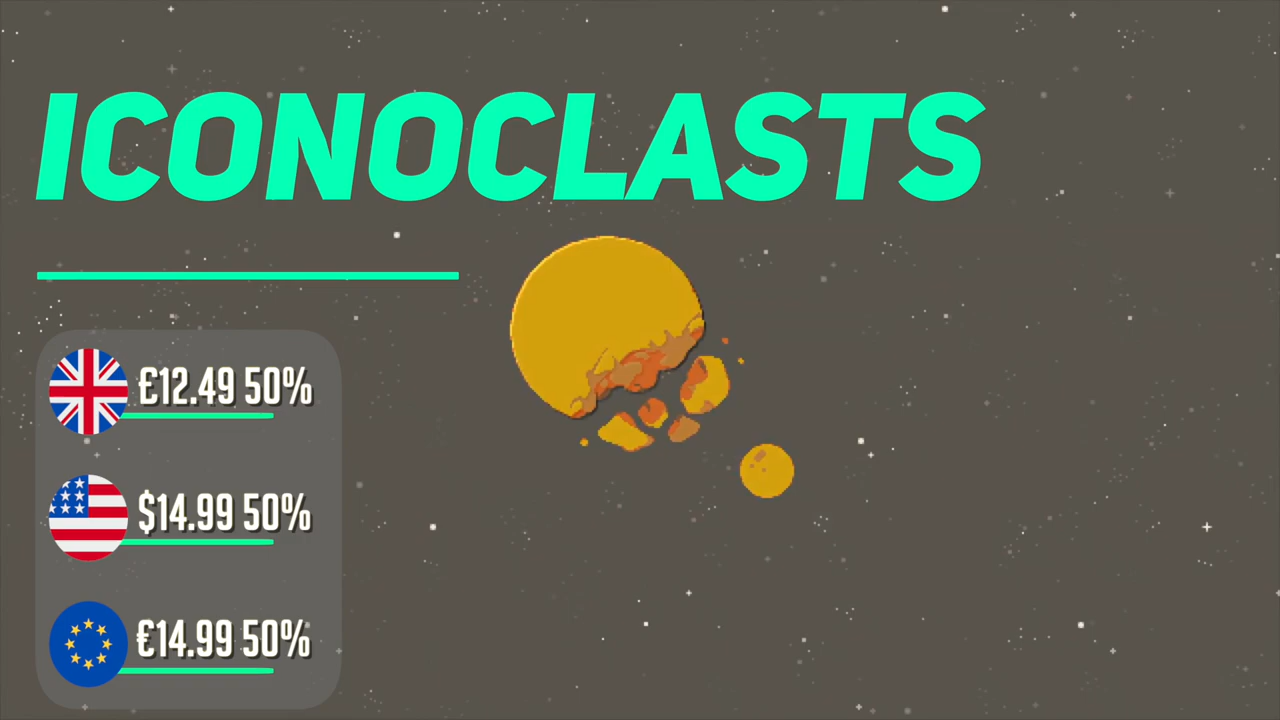 ICONOCLASTS
€12.49 50%
$14.99 50%
€14.99 50%